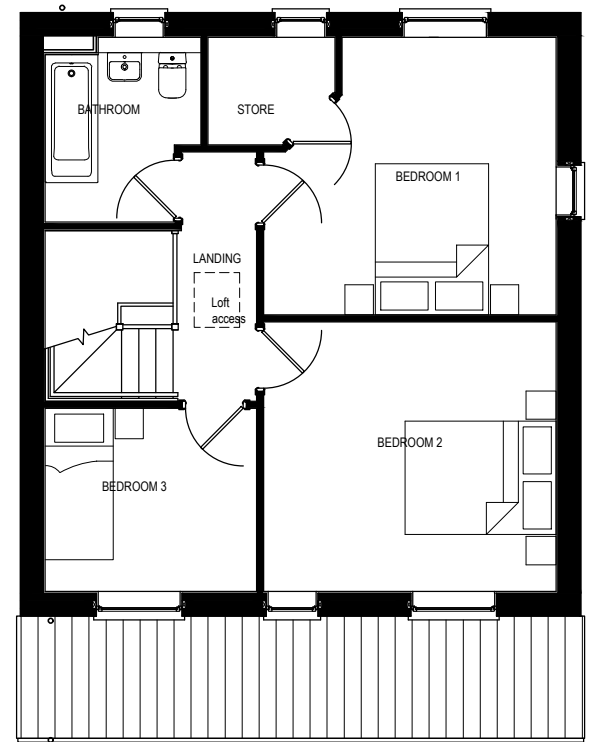 BATHROOM
STORE
BEDROOM 1
LANDING
Loft
access
BEDROOM 2
BEDROOM 3